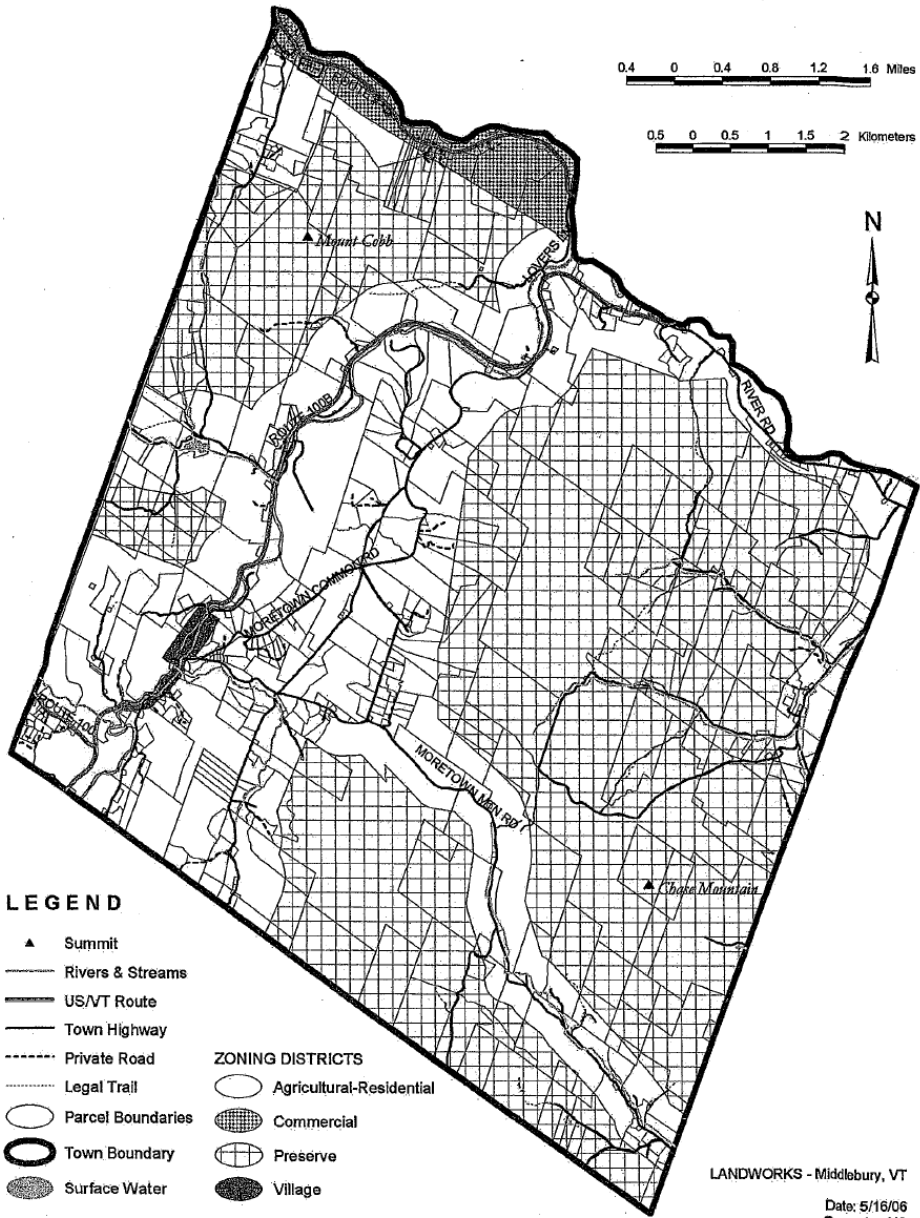 0.4 0 0.4 0.8 1.2 1.6 Miles
0.5 0 0.5 1 1.5 2 Kilometers
N
Mount Cobb
LOVERS
ROUTE 100B
RIVER RD
MORETOWN COMMON RD
ROUTE 100
MORETOWN MTN RD
Chase Mountain
LEGEND
Summit
Rivers & Streams
US/VT Route
Town Highway
Private Road
Legal Trail
Parcel Boundaries
Town Boundary
Surface Water
ZONING DISTRICTS
Agricultural-Residential
Commercial
Preserve
Village
LANDWORKS - Middlebury, VT
Date: 5/16/06